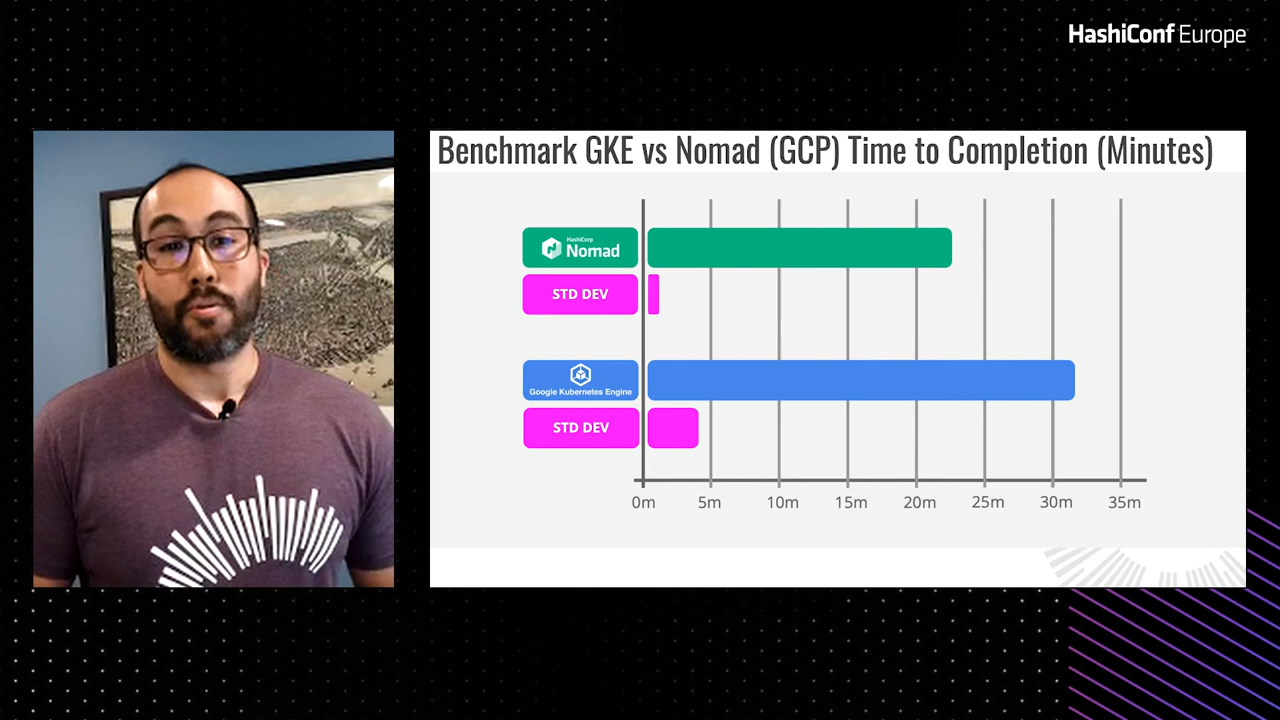 HashiConf Europe
Benchmark GKE vs Nomad (GCP) Time to Completion (Minutes)
HashiCorp
Nomad
STD DEV
Google Kubernetes Engine
STD DEV
0m 5m 10m 15m 20m 25m 30m 35m